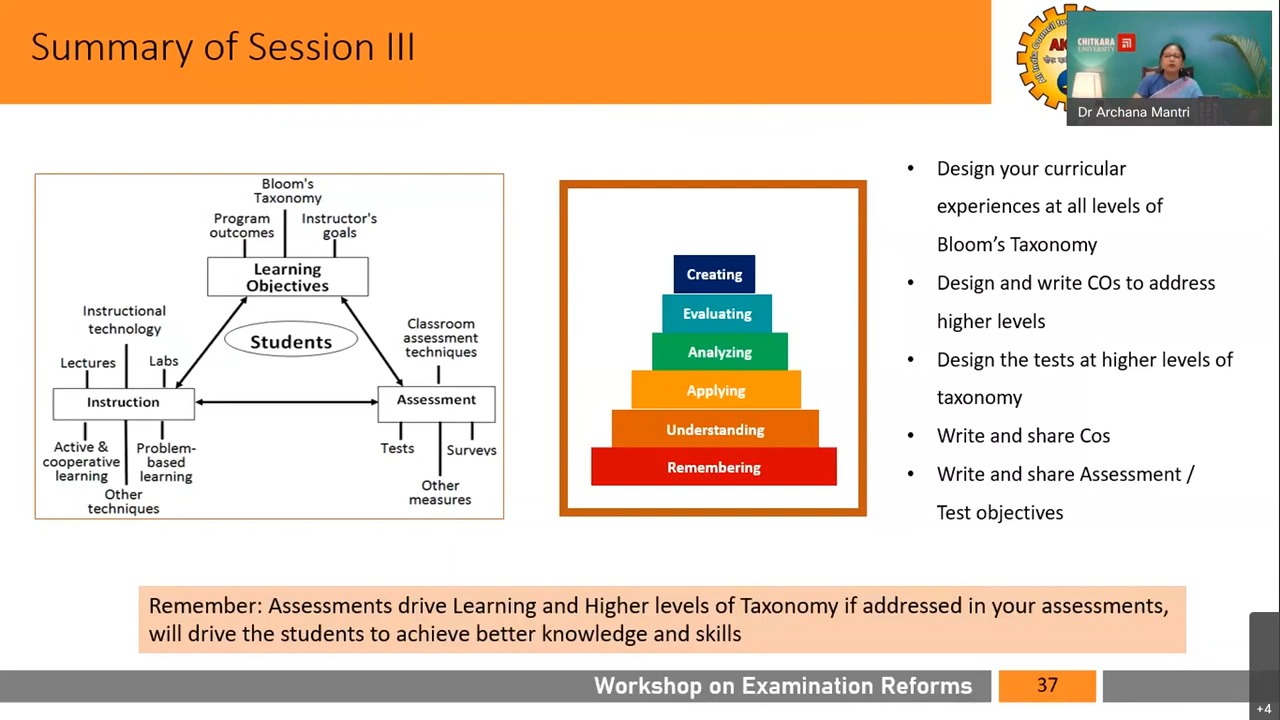 Summary of Session III
All India Council for
CHITKARA
UNIVERSITY
Dr Archana Mantri
Bloom's
Taxonomy
Program
outcomes
Instructor's
goals
Learning
Objectives
Students
Instructional
technology
Lectures
Labs
Instruction
Active &
cooperative
learning
Problem-
based
learning
Other
techniques
Classroom
assessment
techniques
Assessment
Tests
Surveys
Other
measures
Creating
Evaluating
Analyzing
Applying
Understanding
Remembering
• Design your curricular
experiences at all levels of
Bloom’s Taxonomy
• Design and write COs to address
higher levels
• Design the tests at higher levels of
taxonomy
• Write and share Cos
• Write and share Assessment /
Test objectives
Remember: Assessments drive Learning and Higher levels of Taxonomy if addressed in your assessments,
will drive the students to achieve better knowledge and skills
Workshop on Examination Reforms
37
+4